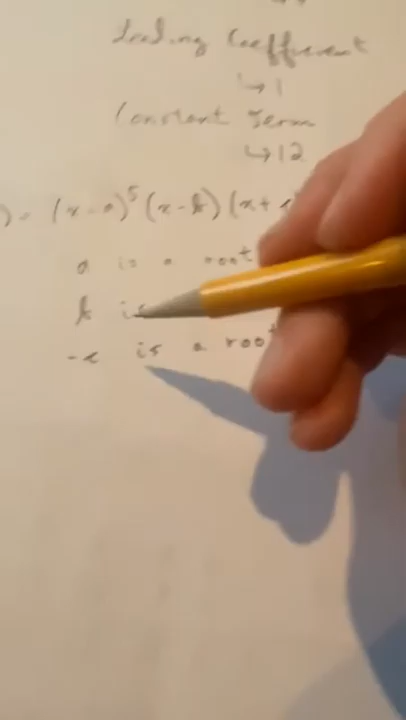 Leading Coefficient
↳ 1
Constant Term
↳ 12
) = (x-a)⁵(x-b)(x+c
a is a root
b is
-c is a root